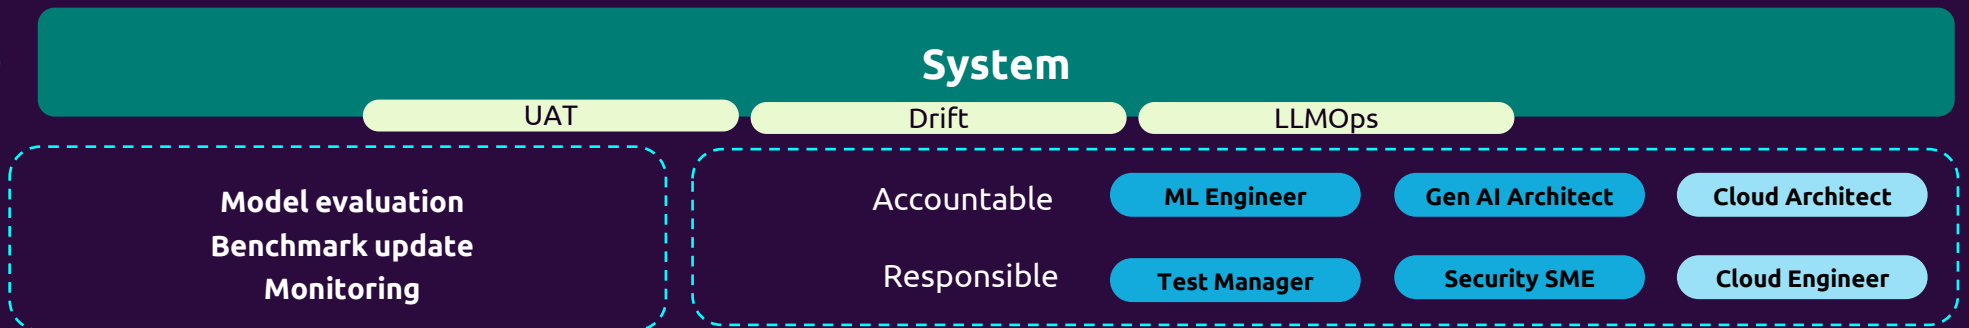 System
UAT
Drift
LLMOps
Model evaluation
Benchmark update
Monitoring
Accountable
ML Engineer
Gen AI Architect
Cloud Architect
Responsible
Test Manager
Security SME
Cloud Engineer